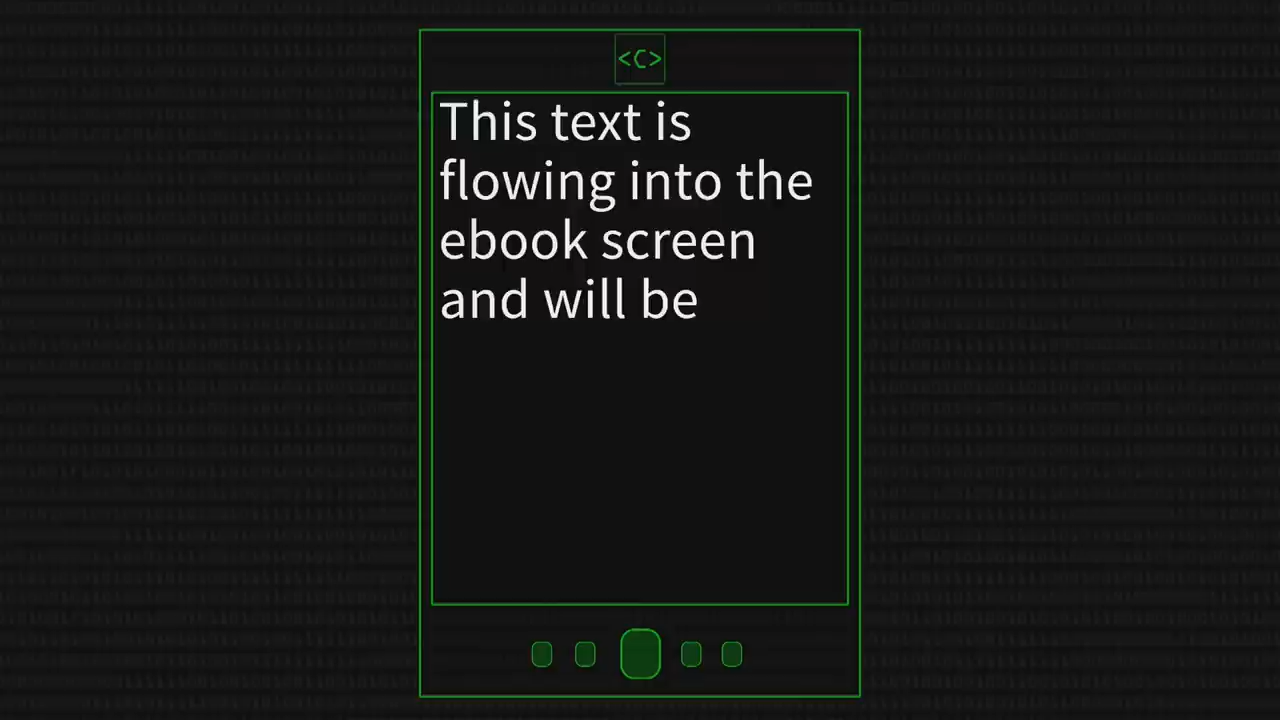 <C>
This text is
flowing into the
ebook screen
and will be